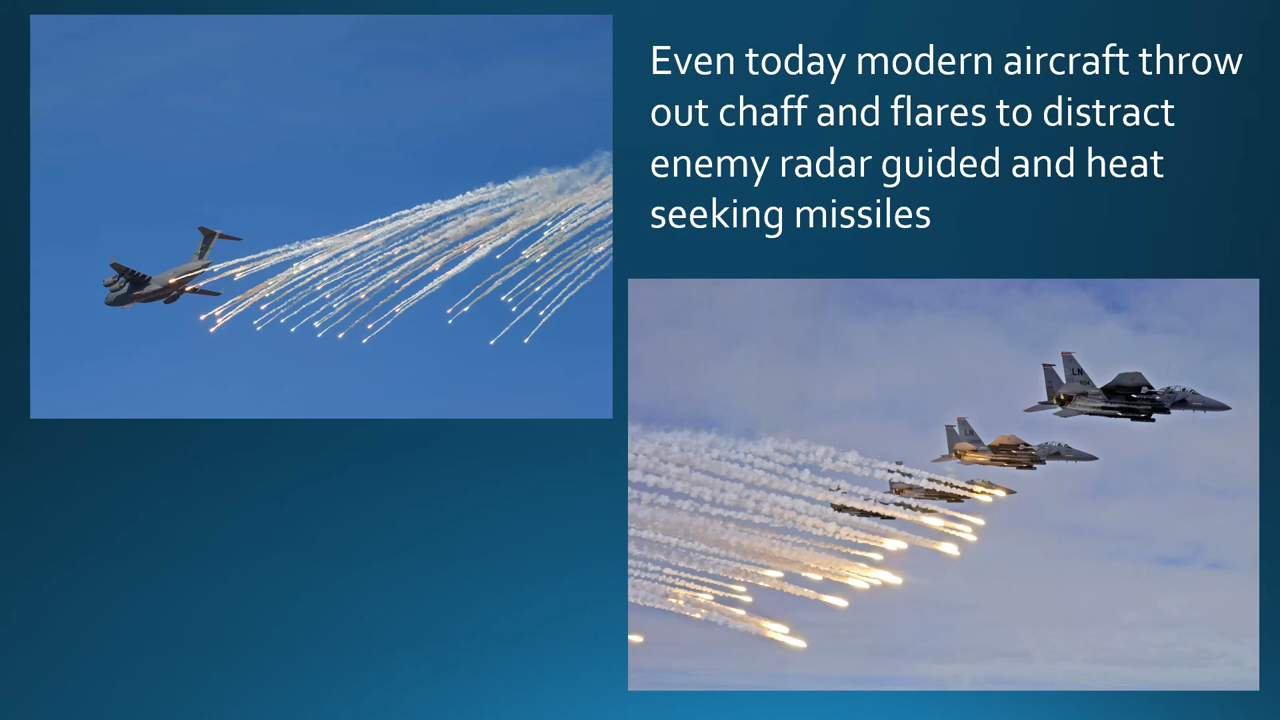 Even today modern aircraft throw
out chaff and flares to distract
enemy radar guided and heat
seeking missiles
LN
LN